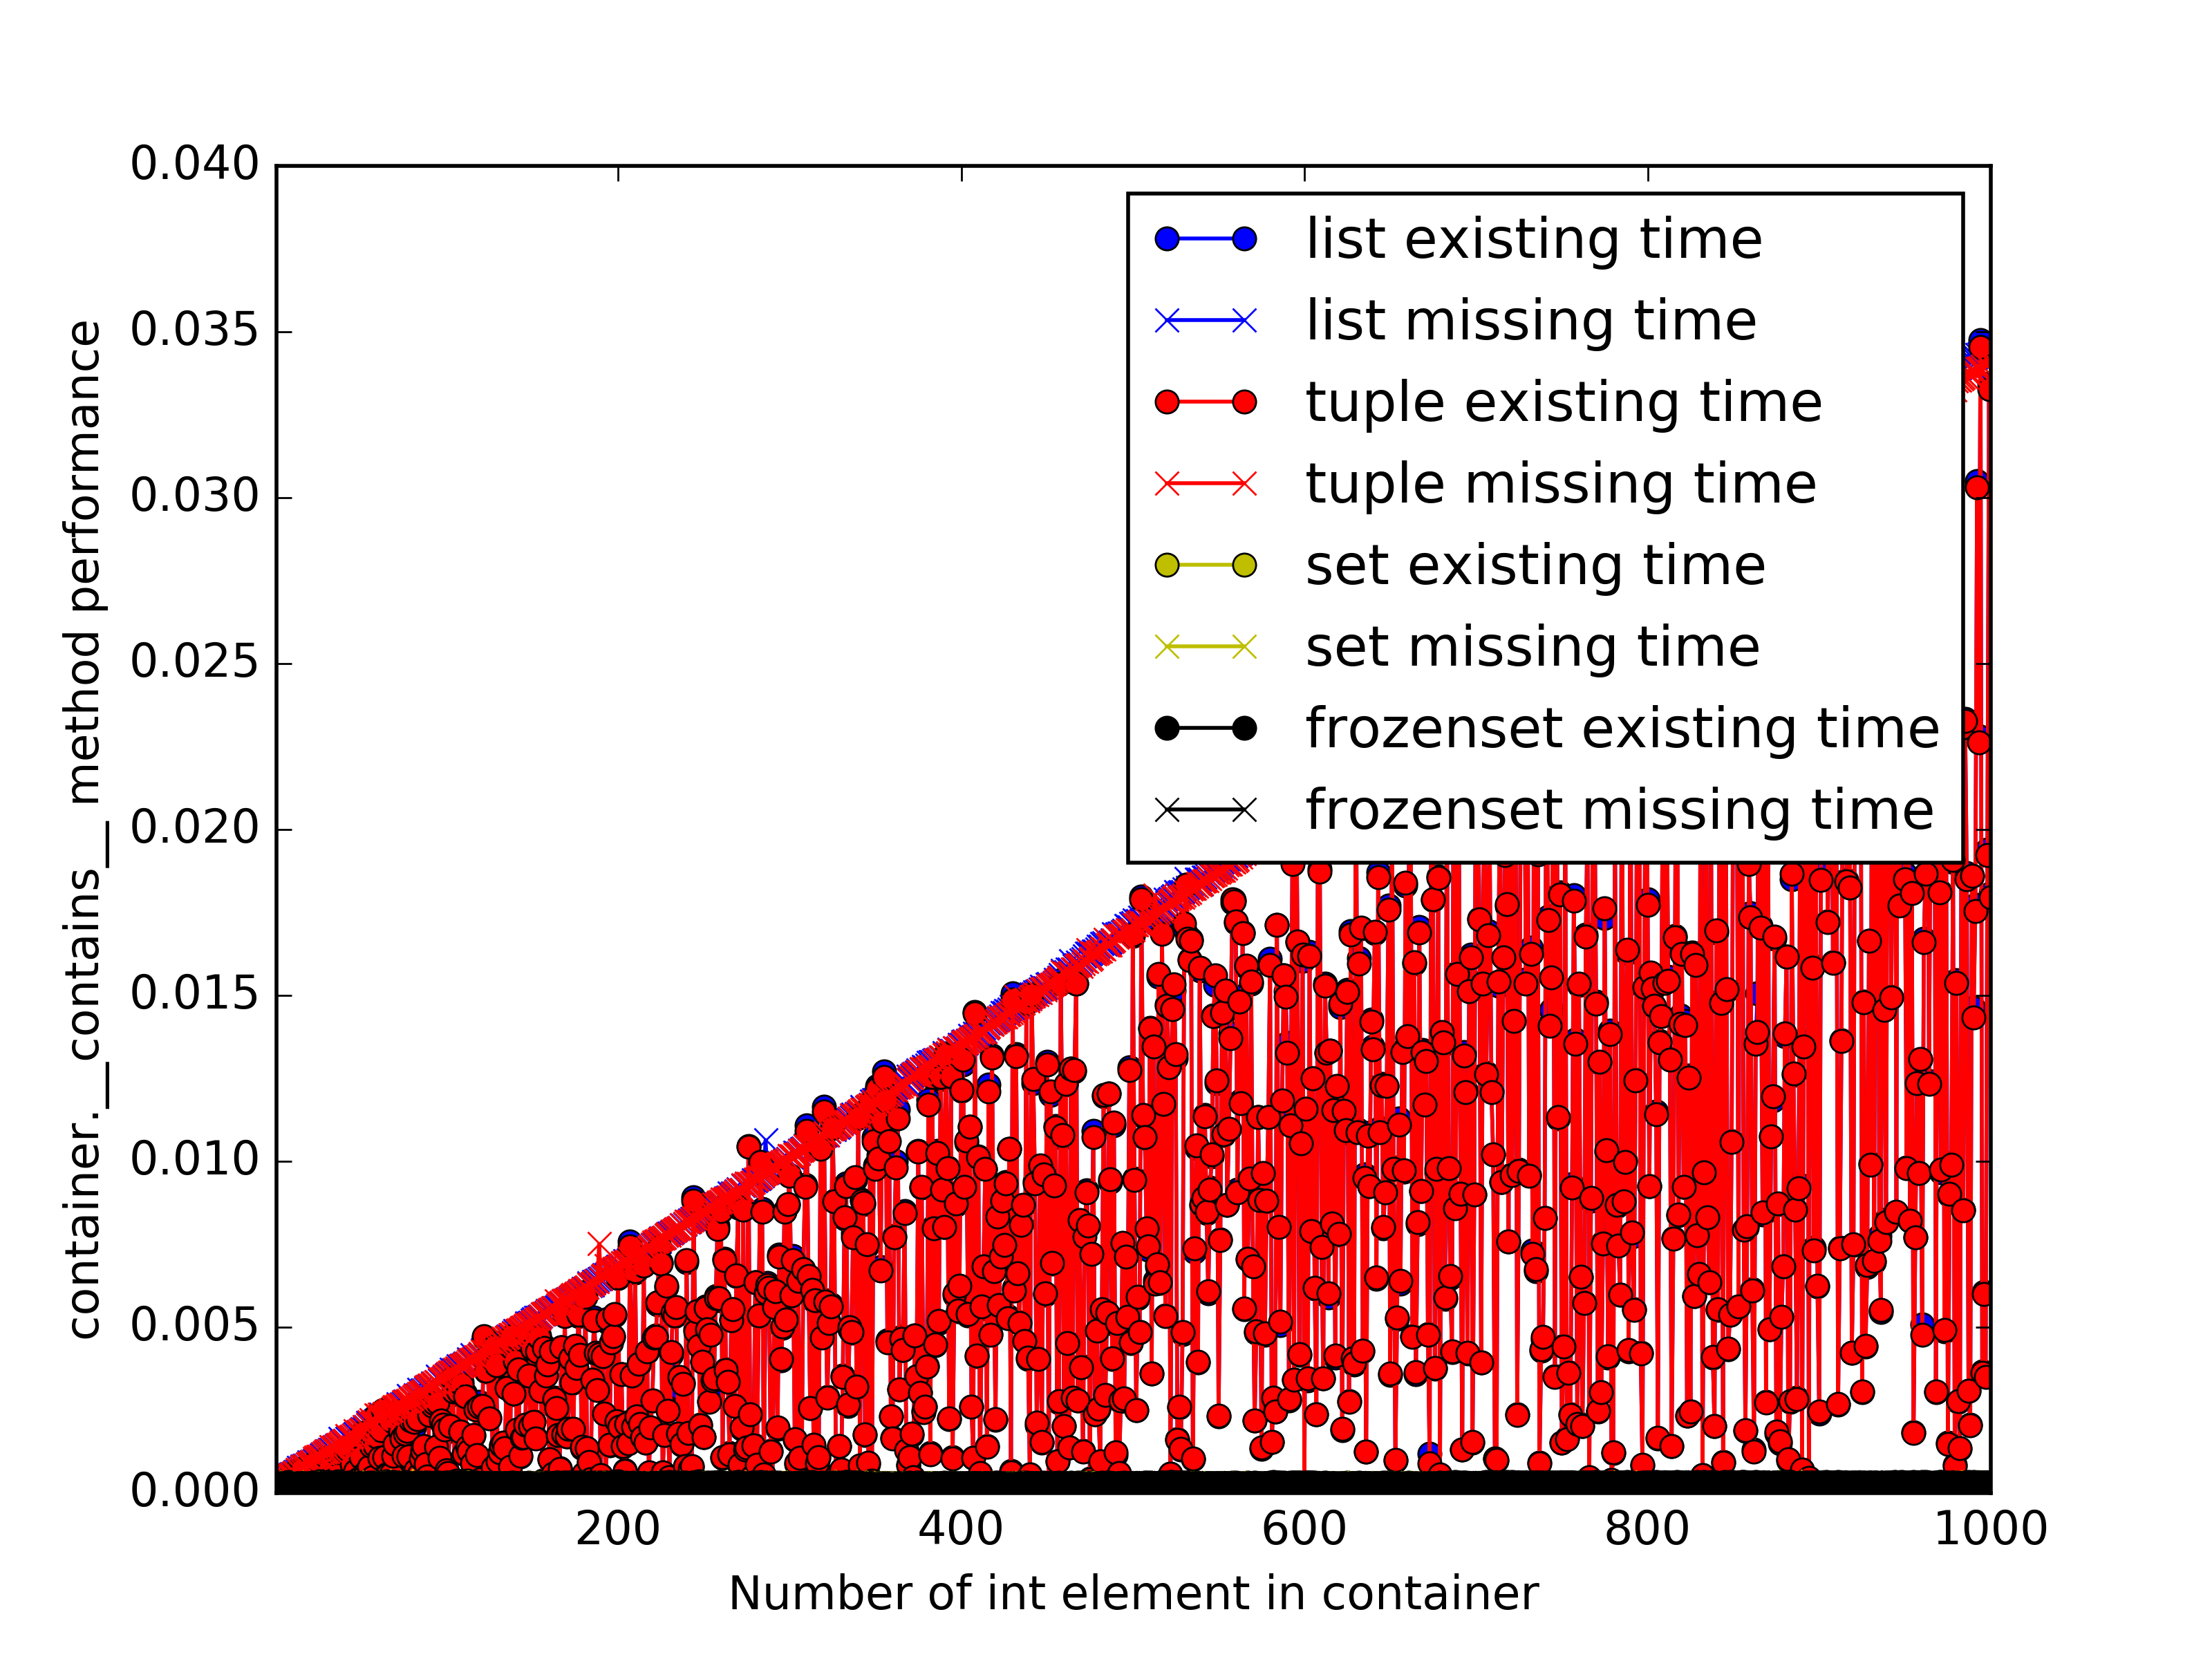 0.040
0.035
0.030
0.025
0.020
0.015
0.010
0.005
0.000
container.__contains__ method performance
list existing time
list missing time
tuple existing time
tuple missing time
set existing time
set missing time
frozenset existing time
frozenset missing time
200 400 600 800 1000
Number of int element in container